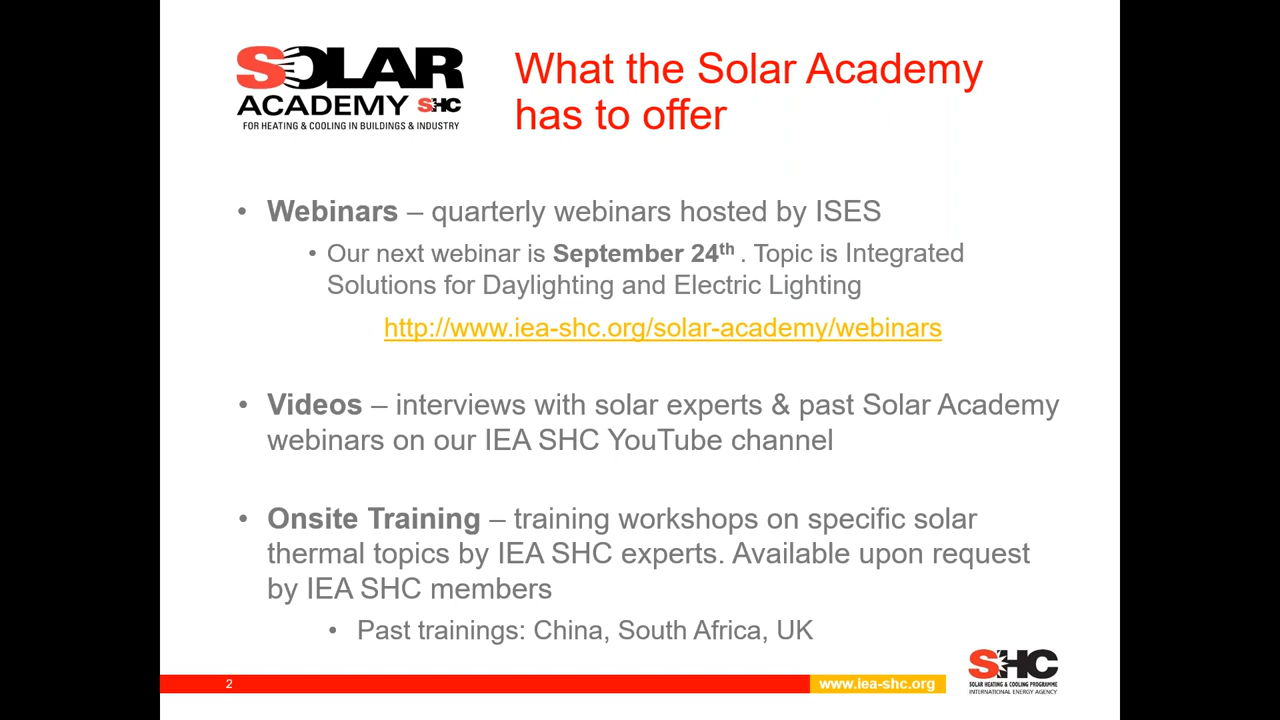 SOLAR
ACADEMY SHC
FOR HEATING & COOLING IN BUILDINGS & INDUSTRY
What the Solar Academy
has to offer
• Webinars – quarterly webinars hosted by ISES
• Our next webinar is September 24th . Topic is Integrated
Solutions for Daylighting and Electric Lighting
http://www.iea-shc.org/solar-academy/webinars
• Videos – interviews with solar experts & past Solar Academy
webinars on our IEA SHC YouTube channel
• Onsite Training – training workshops on specific solar
thermal topics by IEA SHC experts. Available upon request
by IEA SHC members
• Past trainings: China, South Africa, UK
2
www.iea-shc.org
SHC
SOLAR HEATING & COOLING PROGRAMME
INTERNATIONAL ENERGY AGENCY